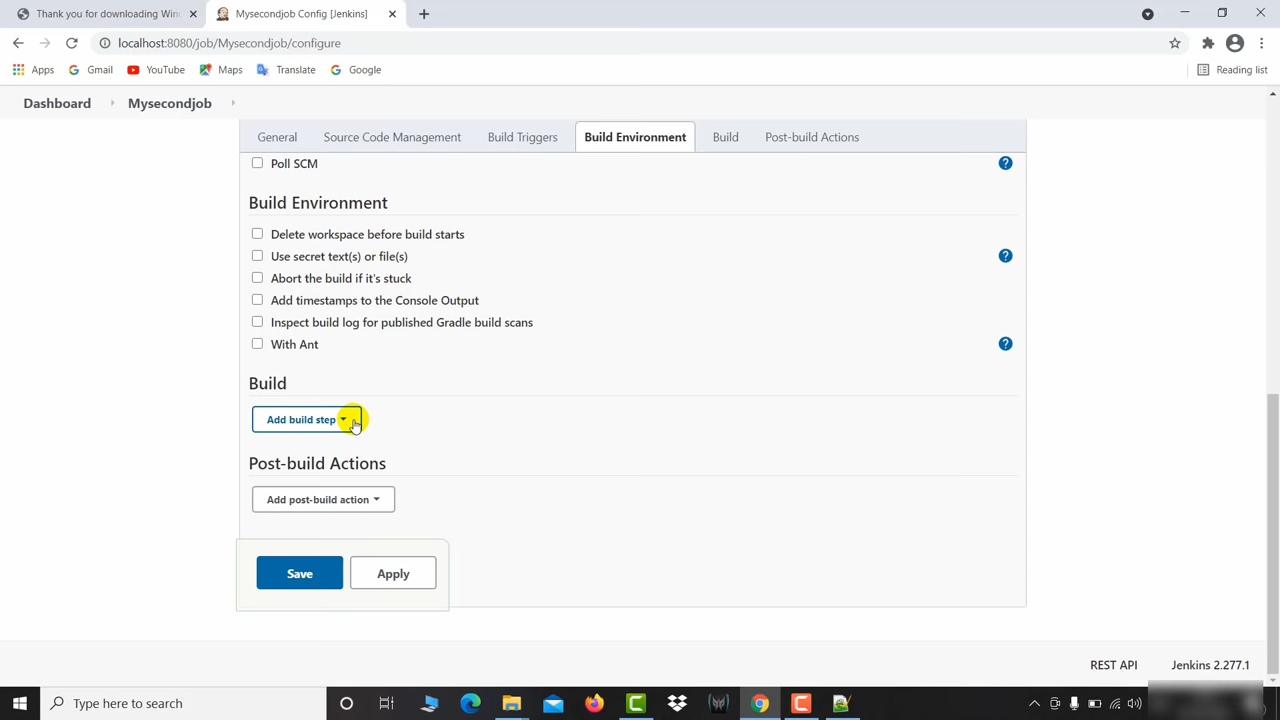 Thank you for downloading Win
Mysecondjob Config [Jenkins]
localhost:8080/job/Mysecondjob/configure
Apps Gmail YouTube Maps Translate Google Reading list
Dashboard Mysecondjob
General Source Code Management Build Triggers Build Environment Build Post-build Actions
Poll SCM
Build Environment
Delete workspace before build starts
Use secret text(s) or file(s)
Abort the build if it's stuck
Add timestamps to the Console Output
Inspect build log for published Gradle build scans
With Ant
Build
Add build step
Post-build Actions
Add post-build action
Save Apply
REST API Jenkins 2.277.1
Type here to search